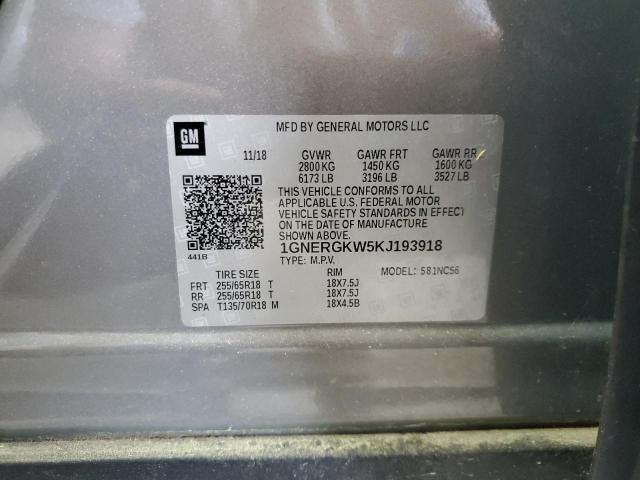 GM
MFD BY GENERAL MOTORS LLC
11/18 GVWR GAWR FRT GAWR RR
2800 KG 1450 KG 1600 KG
6173 LB 3196 LB 3527 LB
THIS VEHICLE CONFORMS TO ALL
APPLICABLE U.S. FEDERAL MOTOR
VEHICLE SAFETY STANDARDS IN EFFECT
ON THE DATE OF MANUFACTURE
SHOWN ABOVE.
441B
1GNERGKW5KJ193918
TYPE: M.P.V. MODEL: 581NC56
TIRE SIZE RIM
FRT 255/65R18 T 18X7.5J
RR 255/65R18 T 18X7.5J
SPA T135/70R18 M 18X4.5B